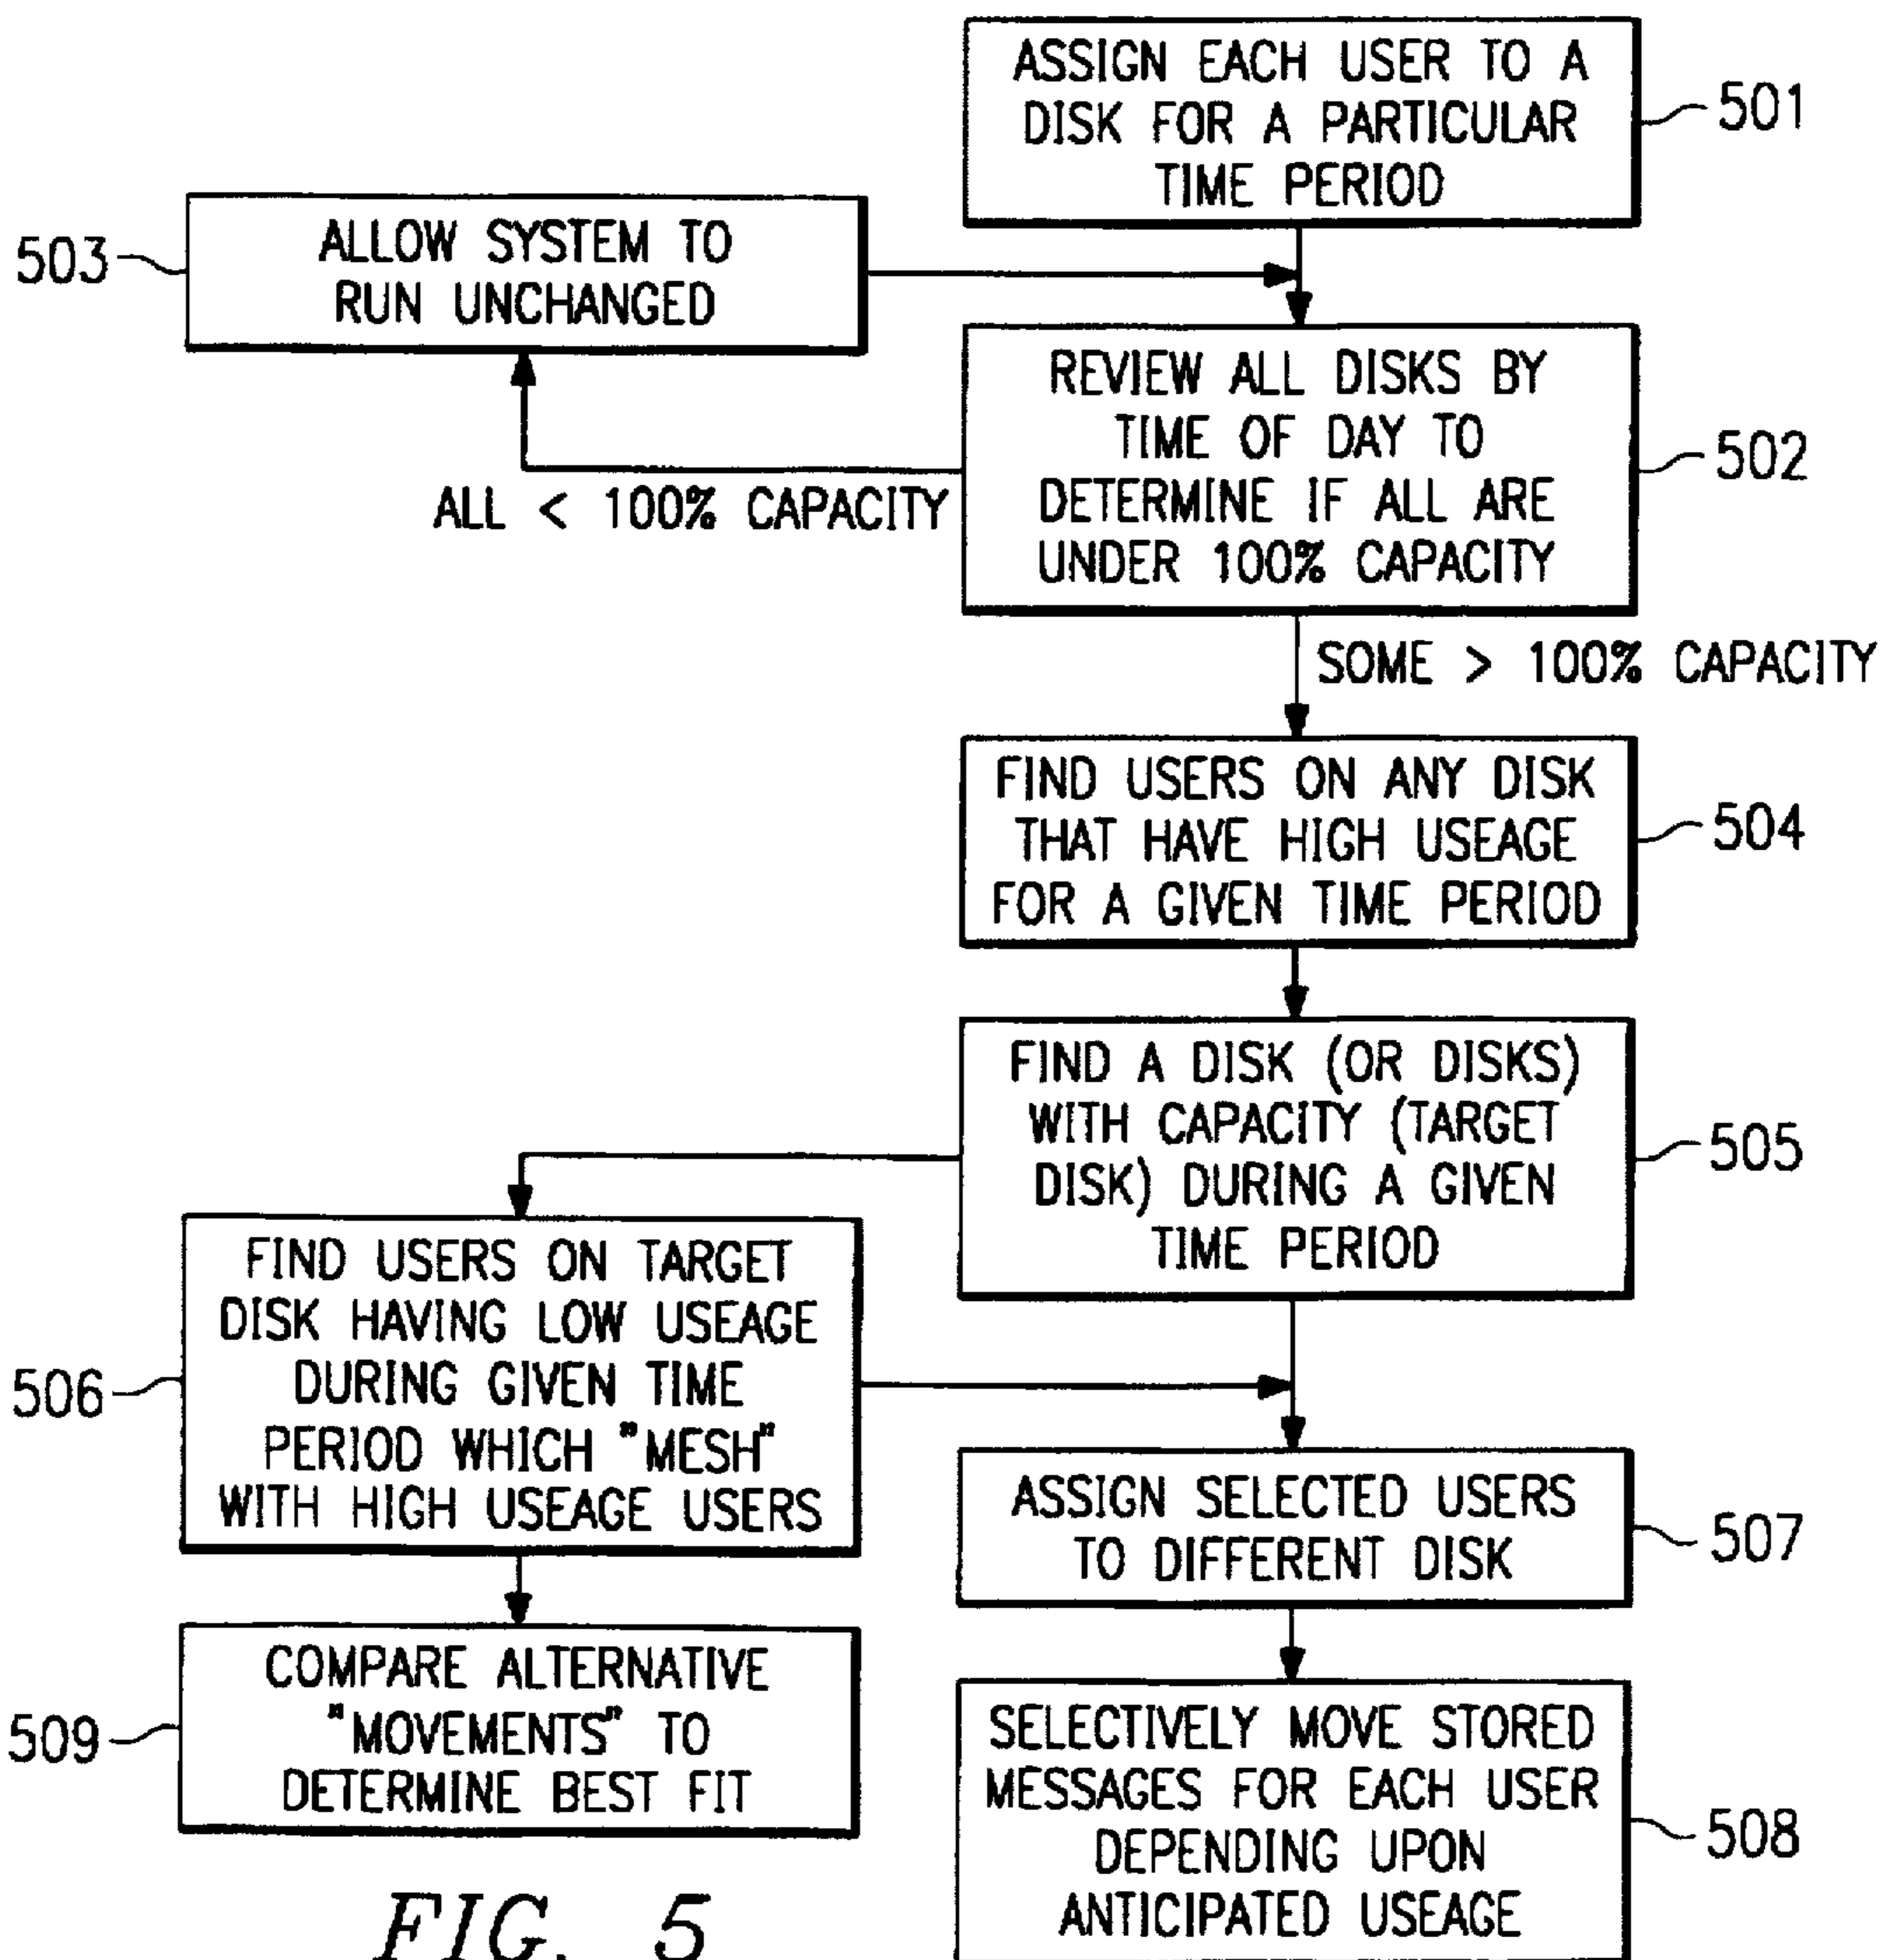 ASSIGN EACH USER TO A
DISK FOR A PARTICULAR
TIME PERIOD
501
503
ALLOW SYSTEM TO
RUN UNCHANGED
REVIEW ALL DISKS BY
TIME OF DAY TO
DETERMINE IF ALL ARE
UNDER 100% CAPACITY
502
ALL < 100% CAPACITY
SOME > 100% CAPACITY
FIND USERS ON ANY DISK
THAT HAVE HIGH USEAGE
FOR A GIVEN TIME PERIOD
504
FIND A DISK (OR DISKS)
WITH CAPACITY (TARGET
DISK) DURING A GIVEN
TIME PERIOD
505
506
FIND USERS ON TARGET
DISK HAVING LOW USEAGE
DURING GIVEN TIME
PERIOD WHICH "MESH"
WITH HIGH USEAGE USERS
ASSIGN SELECTED USERS
TO DIFFERENT DISK
507
509
COMPARE ALTERNATIVE
"MOVEMENTS" TO
DETERMINE BEST FIT
SELECTIVELY MOVE STORED
MESSAGES FOR EACH USER
DEPENDING UPON
ANTICIPATED USEAGE
508
FIG. 5